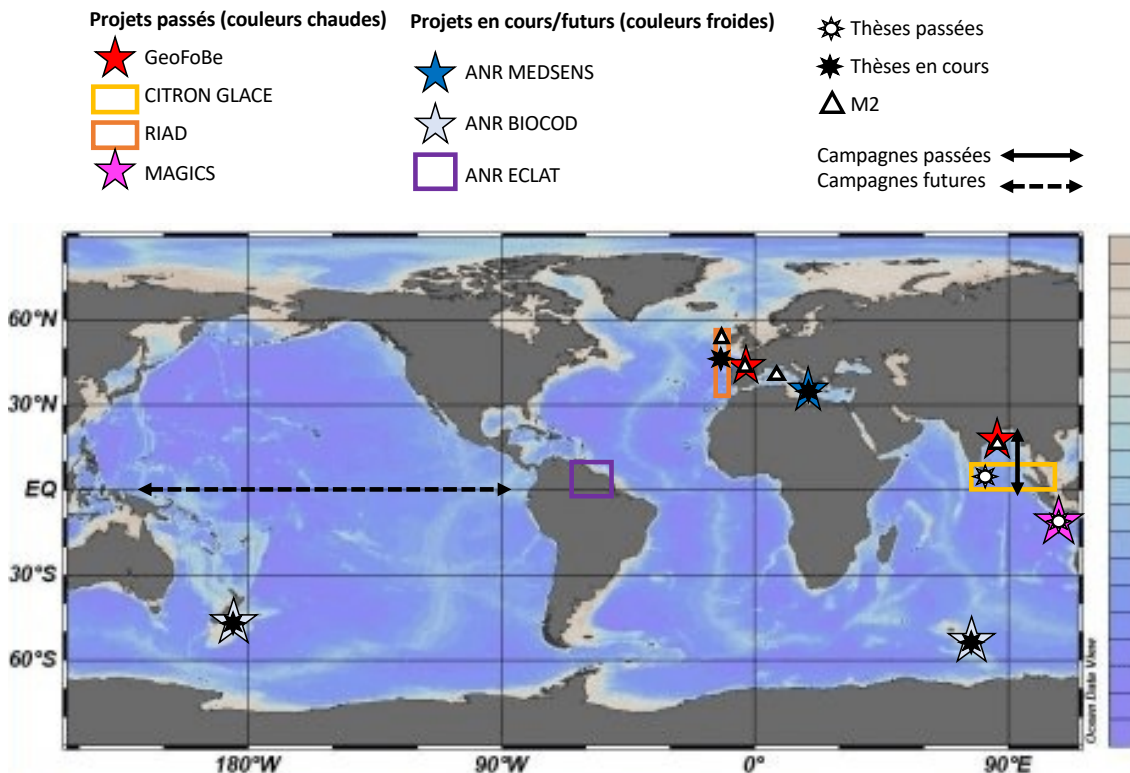 Projets passés (couleurs chaudes)
GeoFoBe
CITRON GLACE
RIAD
MAGICS
Projets en cours/futurs (couleurs froides)
ANR MEDSENS
ANR BIOCOD
ANR ECLAT
Thèses passées
Thèses en cours
M2
Campagnes passées
Campagnes futures
60°N
30°N
EQ
30°S
60°S
180°W
90°W
0°
90°E
Ocean Data View